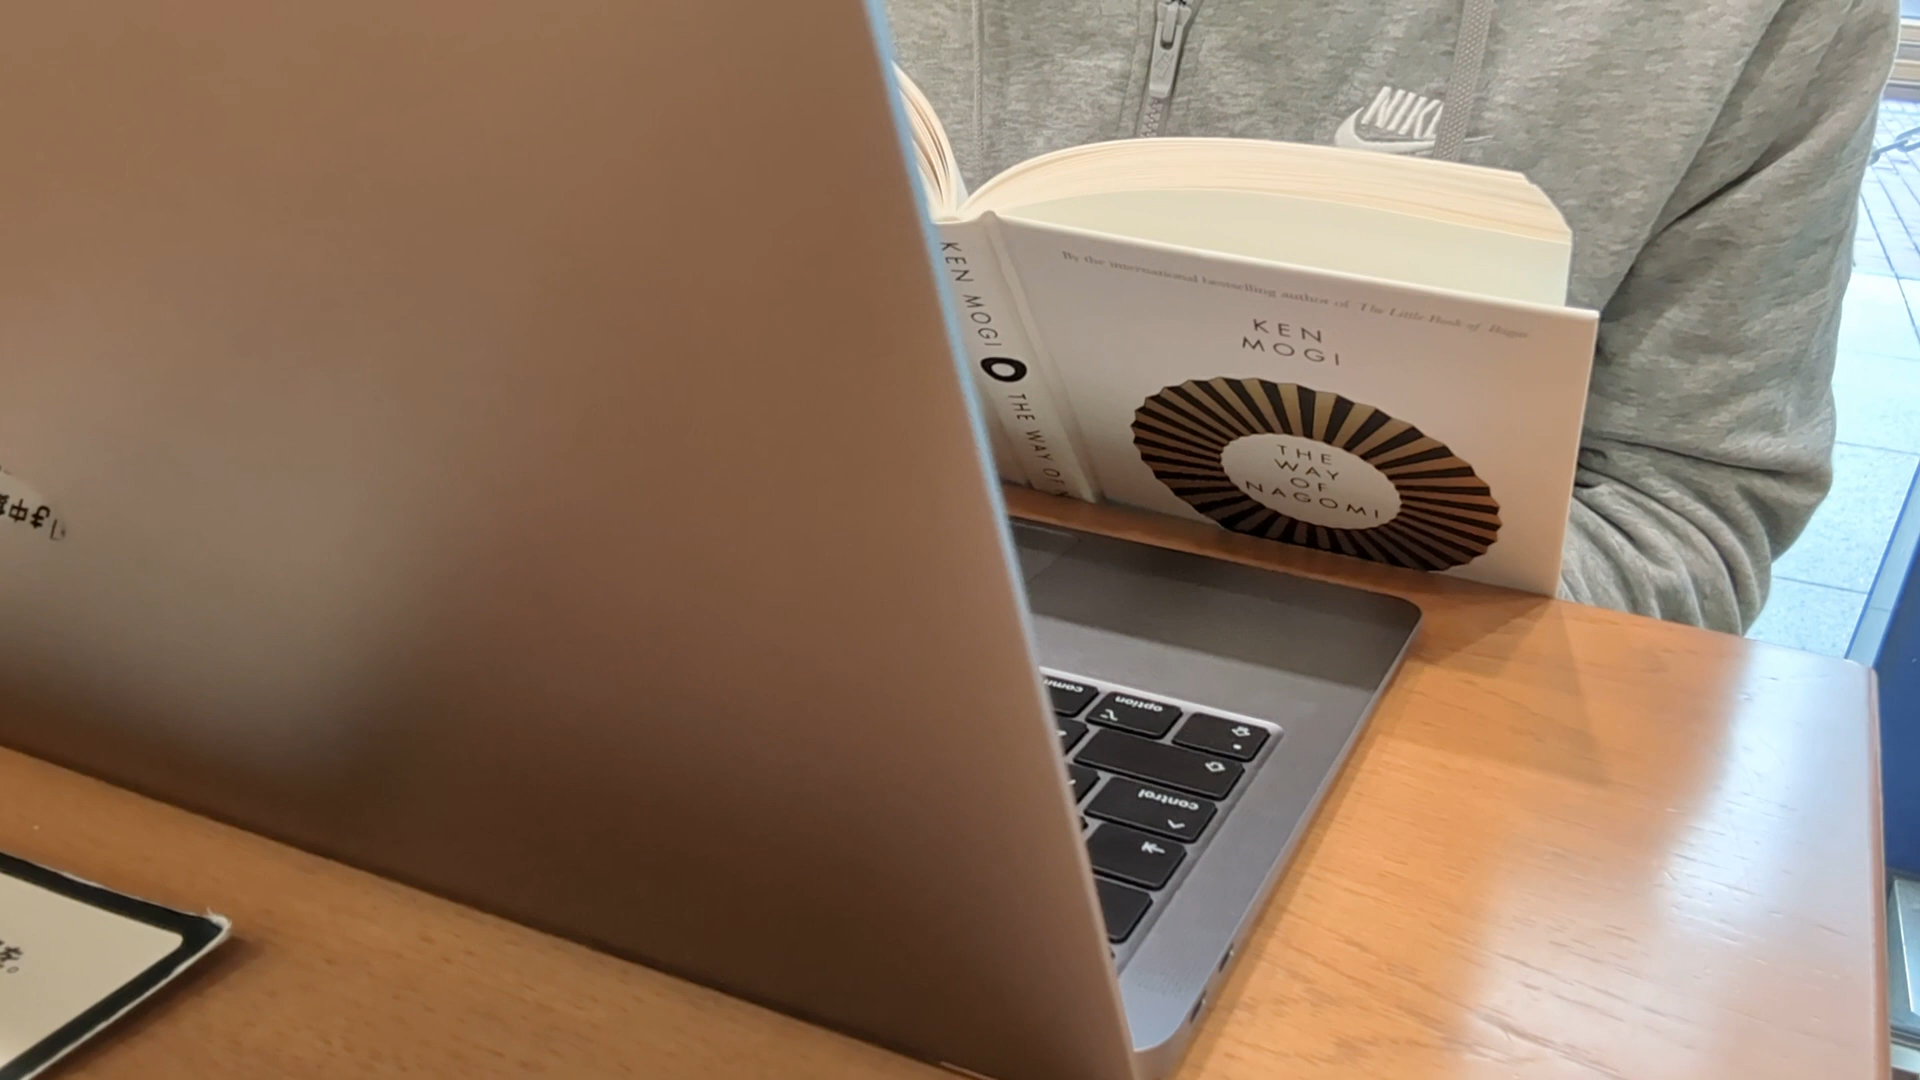 NIKE
By the international bestselling author of The Little Book of Ikigai
KEN
MOGI
THE
WAY
OF
NAGOMI
KEN MOGI THE WAY OF
comm
option
control